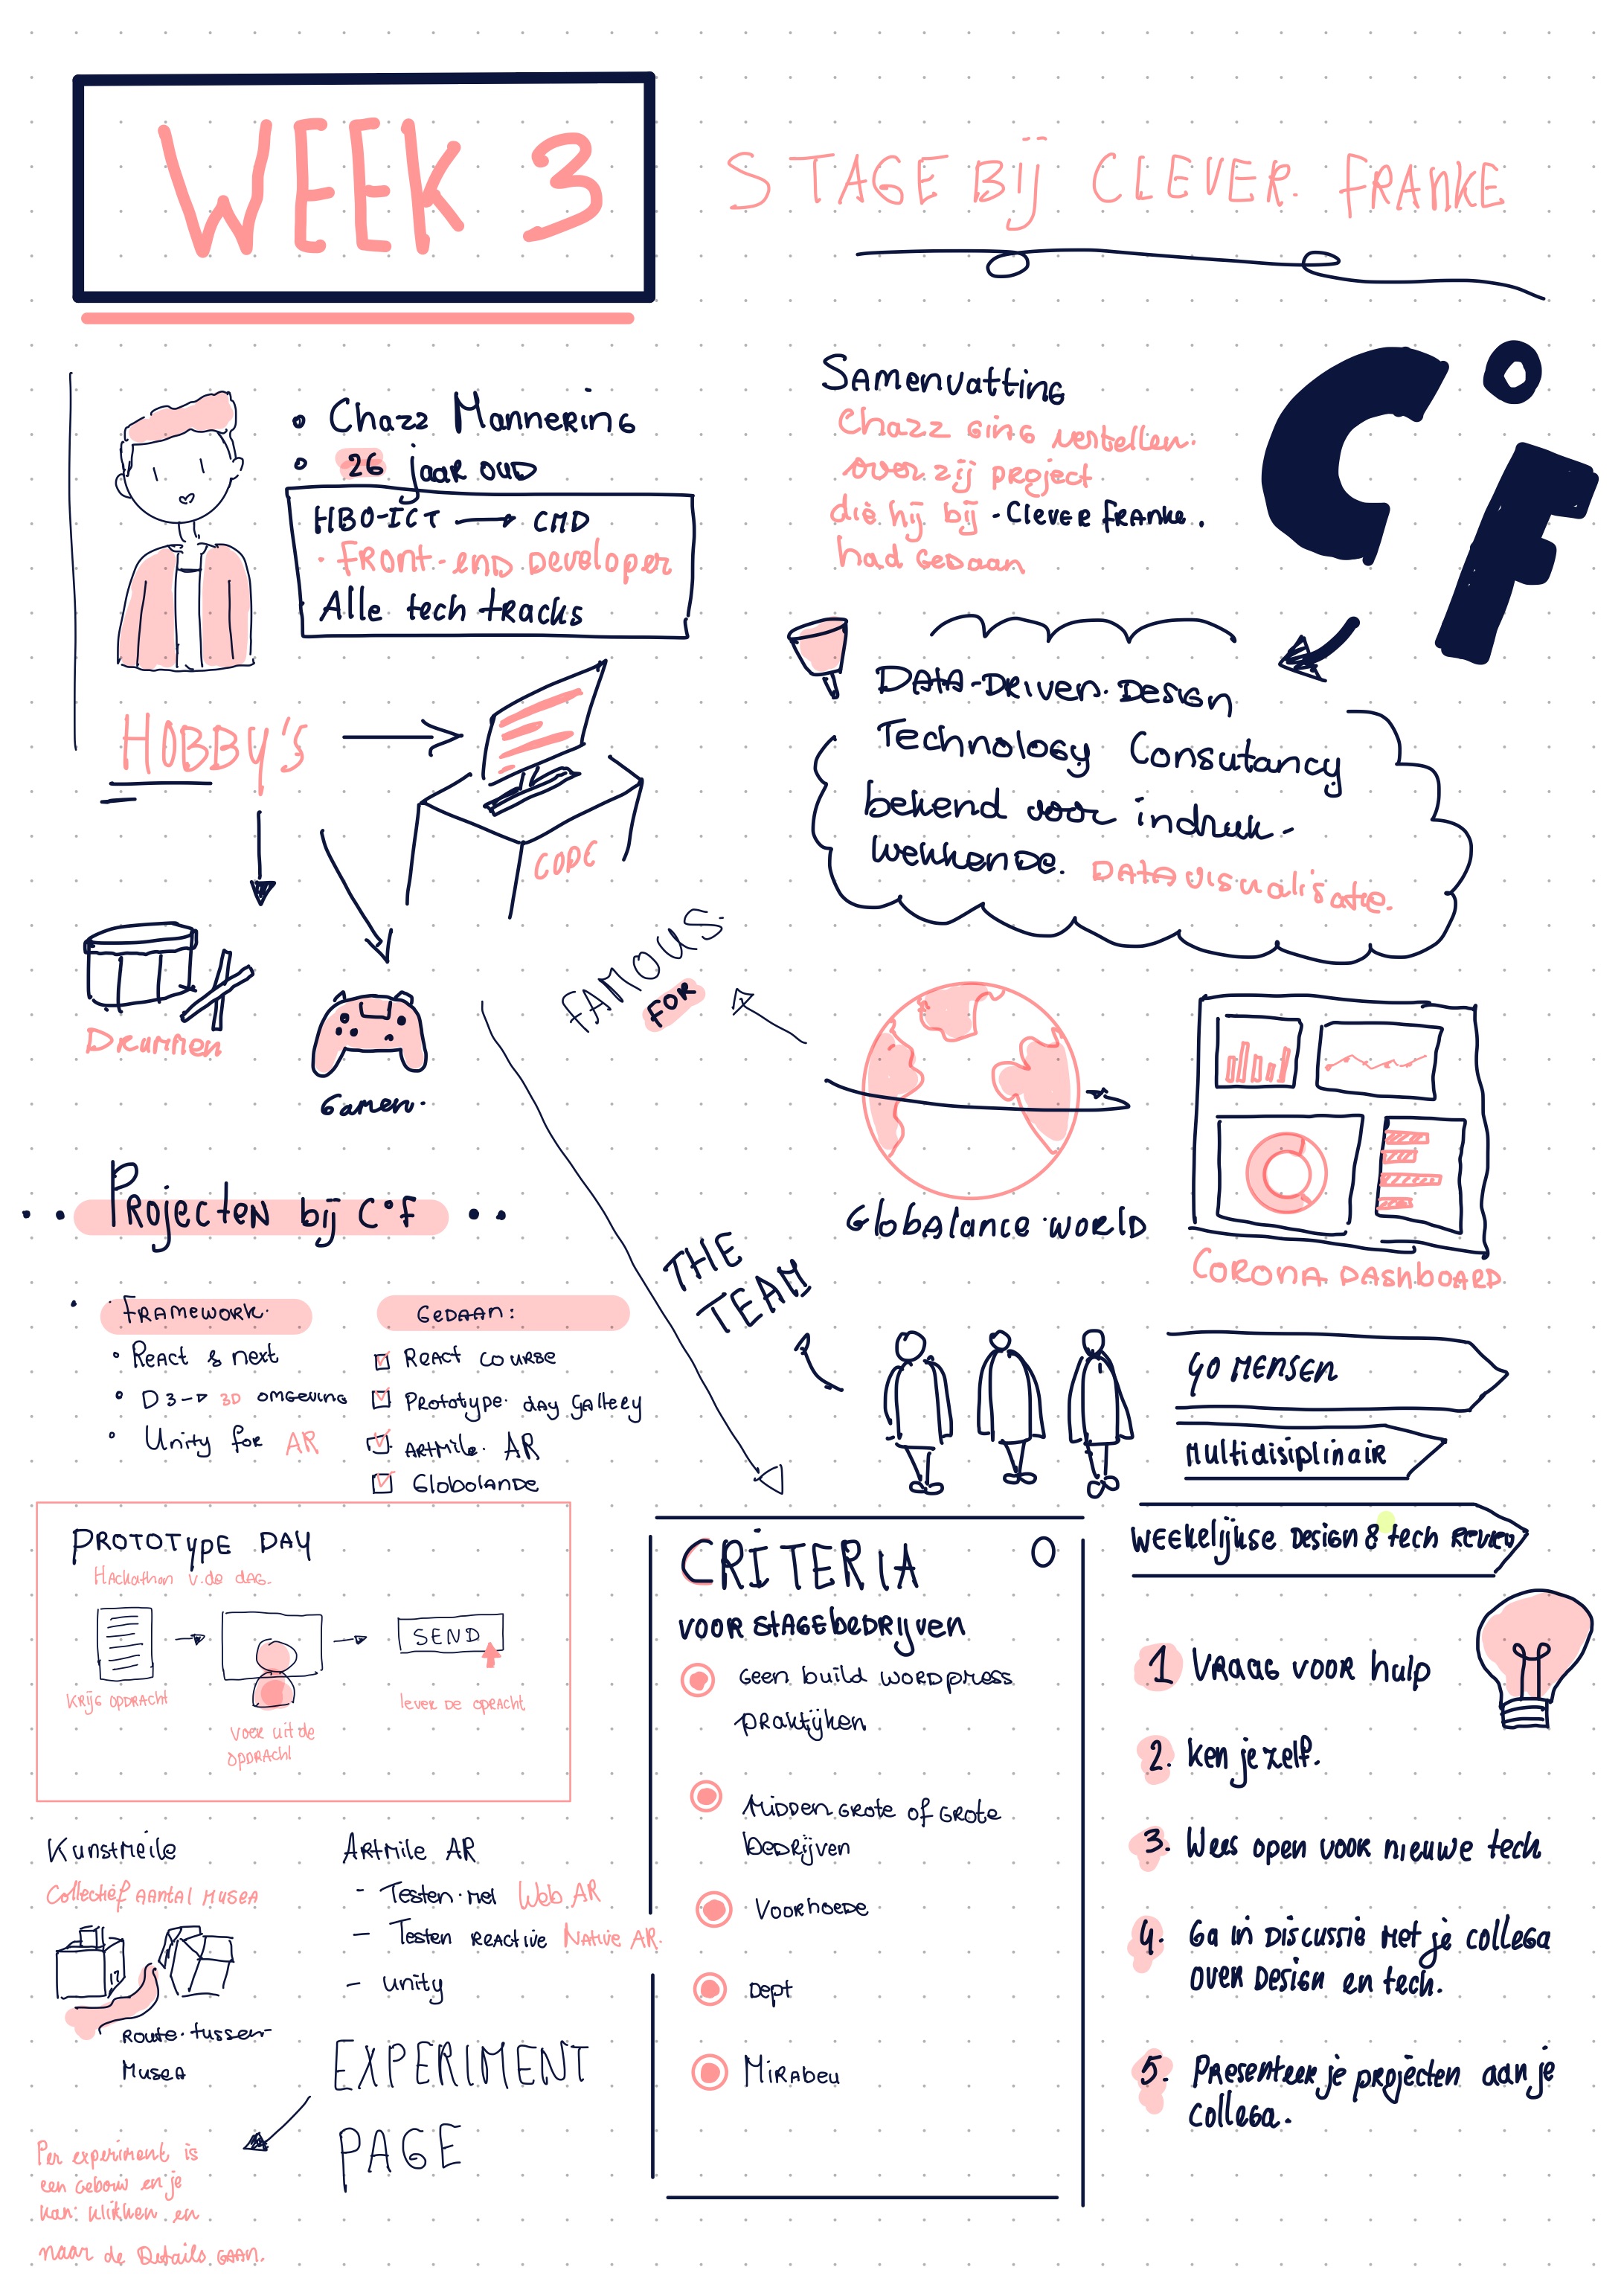 WEEK 3
STAGE BIJ CLEVER. FRANKE
• Chazz Mannering
• 26 jaar oud
HBO-ICT → CMD
· Front-end Developer
Alle tech tracks
HOBBY'S
CODE
Drummen
Gamen.
Samenvatting
Chazz ging vertellen.
over zij project
die hij bij -Clever Franke.
had gedaan
C°F
DATA-DRIVEN. DESIGN
Technology Consutancy
bekend voor indruk-
wekkende. DATA visualisatie.
FAMOUS
FOR
Globalance world
CORONA DASHBOARD
THE
TEAM
40 MENSEN
Multidisiplinair
WEEKELIJKSE DESIGN & tech REVIEW
Projecten bij C°F
FRAMEWORK.
• React & next
• D3-> 3D omgeving
• Unity for AR
GEDAAN:
React course
Prototype day Gallery
ARTMILE. AR
Globolande
PROTOTYPE DAY
Hackathon v.de dag.
KRIJG OPDRACHT
VOER uit de
OPDRACHT
SEND
lever DE OPRACHT
Kunstmeile
Collectief AANTAL MUSEA
Route.tussen
Musea
Artmile AR
- Testen.met Web AR
- Testen REACTIVE Native AR.
- unity
EXPERIMENT
PAGE
Per experiment is
een gebouw en je
kan: klikken en
naar de Details GAAN.
CRITERIA
VOOR STAGEbedrijven
Geen build wordpress
praktijken
Midden GROTE of GROTE
bedrijven
Voorhoede
Dept
Mirabeu
1 VRAAG VOOR hulp
2. ken je zelf.
3. Wees open voor nieuwe tech
4. Ga in Discussie met je collega
over Design en tech.
5. Presenteer je projecten aan je
collega.